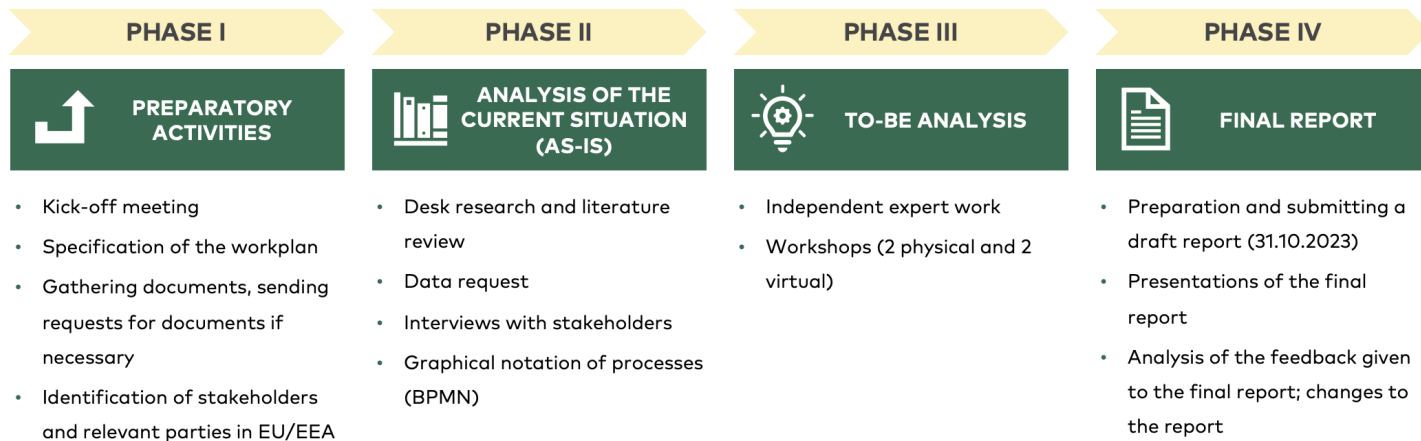 PHASE I
PREPARATORY
ACTIVITIES
• Kick-off meeting
• Specification of the workplan
• Gathering documents, sending
requests for documents if
necessary
• Identification of stakeholders
and relevant parties in EU/EEA
PHASE II
ANALYSIS OF THE
CURRENT SITUATION
(AS-IS)
• Desk research and literature
review
• Data request
• Interviews with stakeholders
• Graphical notation of processes
(BPMN)
PHASE III
TO-BE ANALYSIS
• Independent expert work
• Workshops (2 physical and 2
virtual)
PHASE IV
FINAL REPORT
• Preparation and submitting a
draft report (31.10.2023)
• Presentations of the final
report
• Analysis of the feedback given
to the final report; changes to
the report